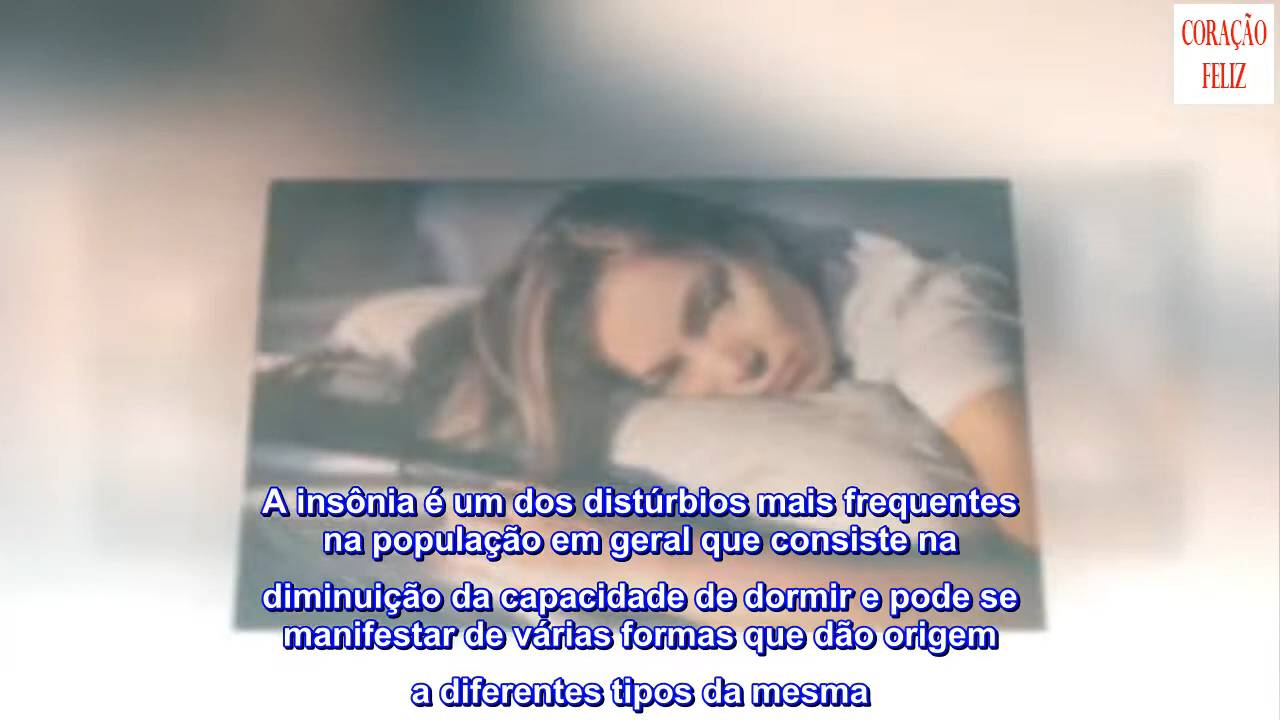 CORAÇÃO
FELIZ
A insônia é um dos distúrbios mais frequentes
na população em geral que consiste na
diminuição da capacidade de dormir e pode se
manifestar de várias formas que dão origem
a diferentes tipos da mesma